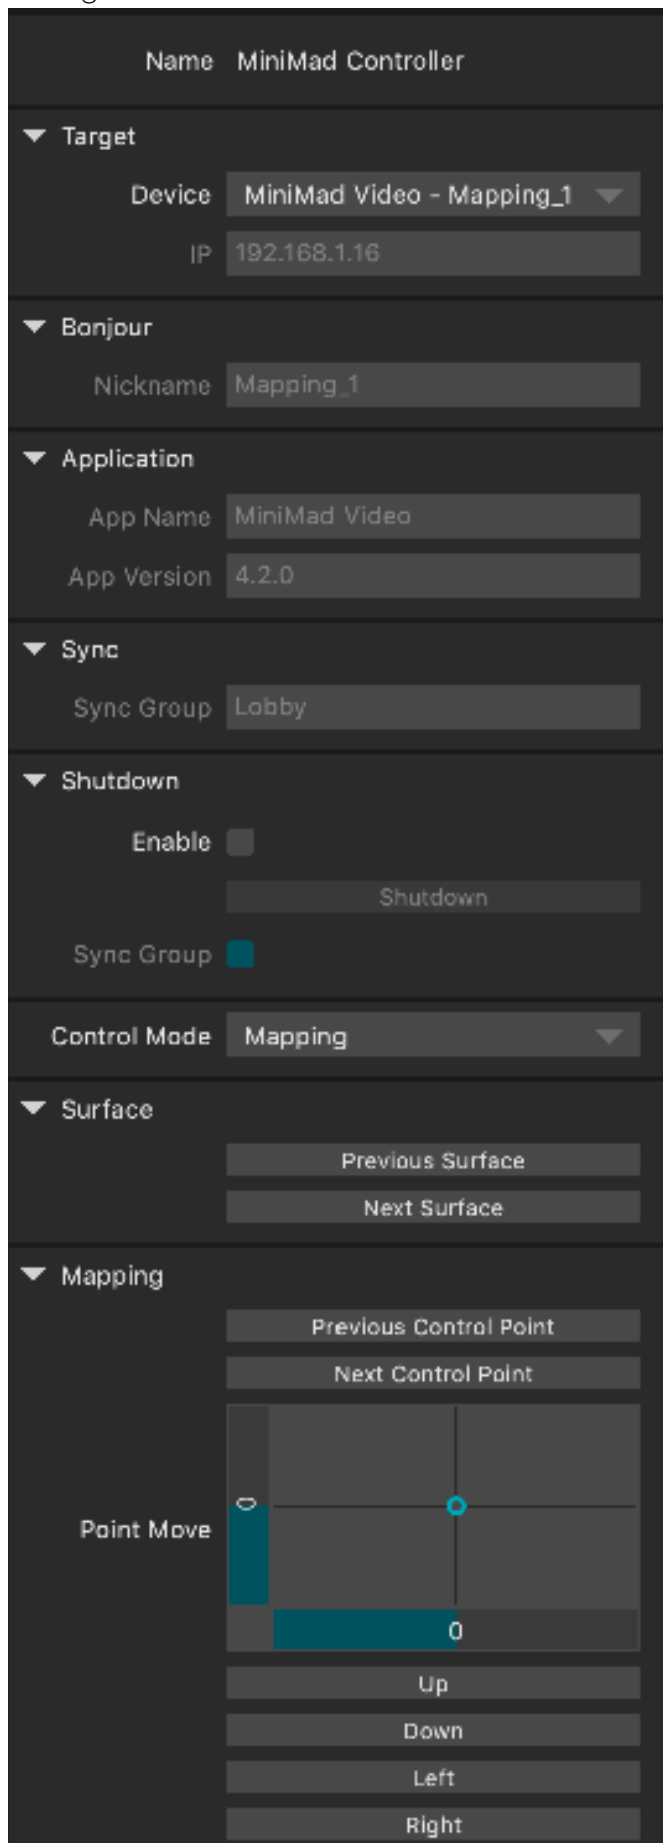 Name MiniMad Controller
Target
Device MiniMad Video - Mapping_1
IP 192.168.1.16
Bonjour
Nickname Mapping_1
Application
App Name MiniMad Video
App Version 4.2.0
Sync
Sync Group Lobby
Shutdown
Enable
Shutdown
Sync Group
Control Mode Mapping
Surface
Previous Surface
Next Surface
Mapping
Previous Control Point
Next Control Point
0
Point Move
0
Up
Down
Left
Right